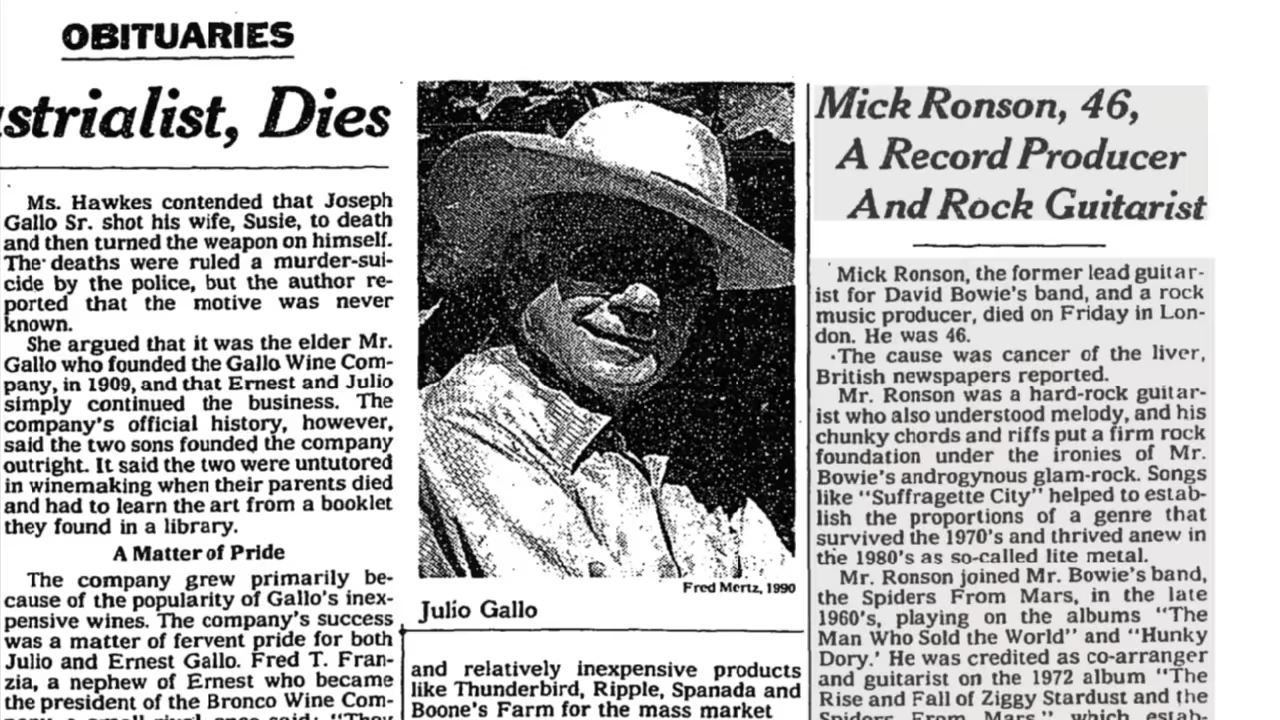 OBITUARIES
strialist, Dies
Ms. Hawkes contended that Joseph
Gallo Sr. shot his wife, Susie, to death
and then turned the weapon on himself.
The deaths were ruled a murder-sui-
cide by the police, but the author re-
ported that the motive was never
known.
She argued that it was the elder Mr.
Gallo who founded the Gallo Wine Com-
pany, in 1909, and that Ernest and Julio
simply continued the business. The
company's official history, however,
said the two sons founded the company
outright. It said the two were untutored
in winemaking when their parents died
and had to learn the art from a booklet
they found in a library.
A Matter of Pride
The company grew primarily be-
cause of the popularity of Gallo's inex-
pensive wines. The company's success
was a matter of fervent pride for both
Julio and Ernest Gallo. Fred T. Fran-
zia, a nephew of Ernest who became
the president of the Bronco Wine Com-
pany, a small rival, once said: "They
Fred Mertz, 1990
Julio Gallo
and relatively inexpensive products
like Thunderbird, Ripple, Spanada and
Boone's Farm for the mass market
Mick Ronson, 46,
A Record Producer
And Rock Guitarist
Mick Ronson, the former lead guitar-
ist for David Bowie's band, and a rock
music producer, died on Friday in Lon-
don. He was 46.
The cause was cancer of the liver,
British newspapers reported.
Mr. Ronson was a hard-rock guitar-
ist who also understood melody, and his
chunky chords and riffs put a firm rock
foundation under the ironies of Mr.
Bowie's androgynous glam-rock. Songs
like "Suffragette City" helped to estab-
lish the proportions of a genre that
survived the 1970's and thrived anew in
the 1980's as so-called lite metal.
Mr. Ronson joined Mr. Bowie's band,
the Spiders From Mars, in the late
1960's, playing on the albums "The
Man Who Sold the World" and "Hunky
Dory.' He was credited as co-arranger
and guitarist on the 1972 album "The
Rise and Fall of Ziggy Stardust and the
Spiders From Mars," which estab-